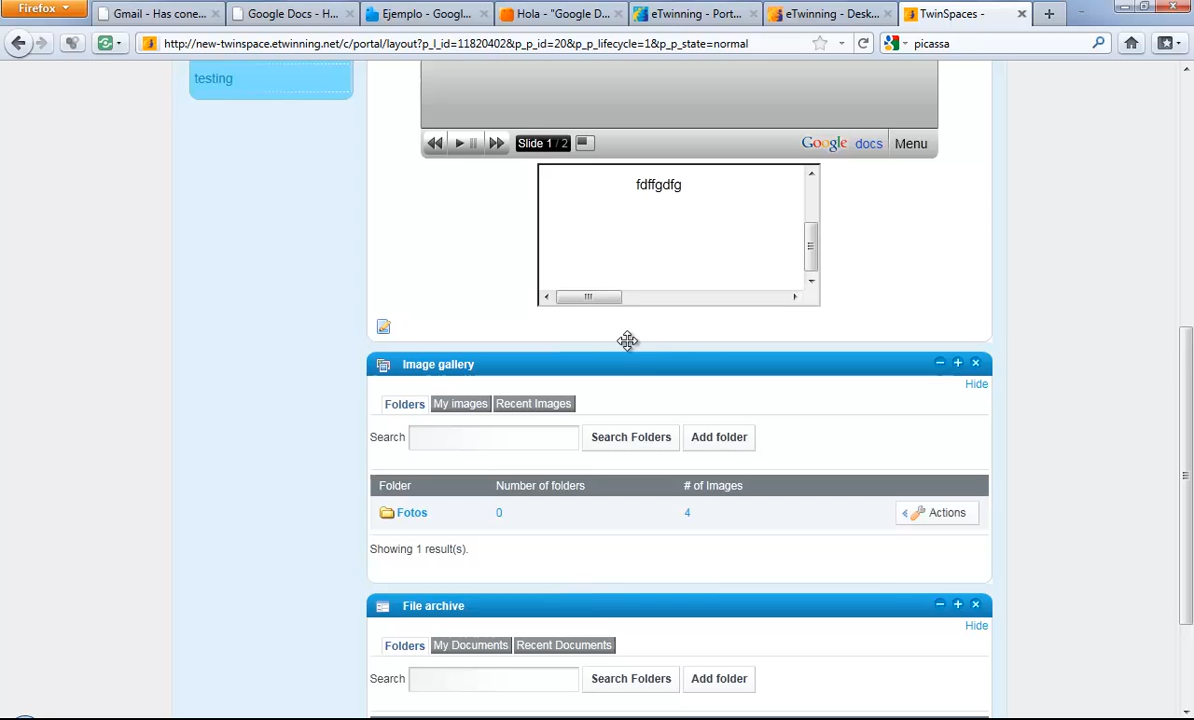 Firefox
Gmail - Has cone...
Google Docs - H...
Ejemplo - Googl...
Hola - "Google D...
eTwinning - Port...
eTwinning - Desk...
TwinSpaces -
http://new-twinspace.etwinning.net/c/portal/layout?p_l_id=11820402&p_p_id=20&p_p_lifecycle=1&p_p_state=normal
picassa
testing
Slide 1 / 2
Google docs
Menu
fdffgdfg
Image gallery
Hide
Folders My images Recent Images
Search Search Folders Add folder
Folder Number of folders # of Images
Fotos 0 4 Actions
Showing 1 result(s).
File archive
Hide
Folders My Documents Recent Documents
Search Search Folders Add folder